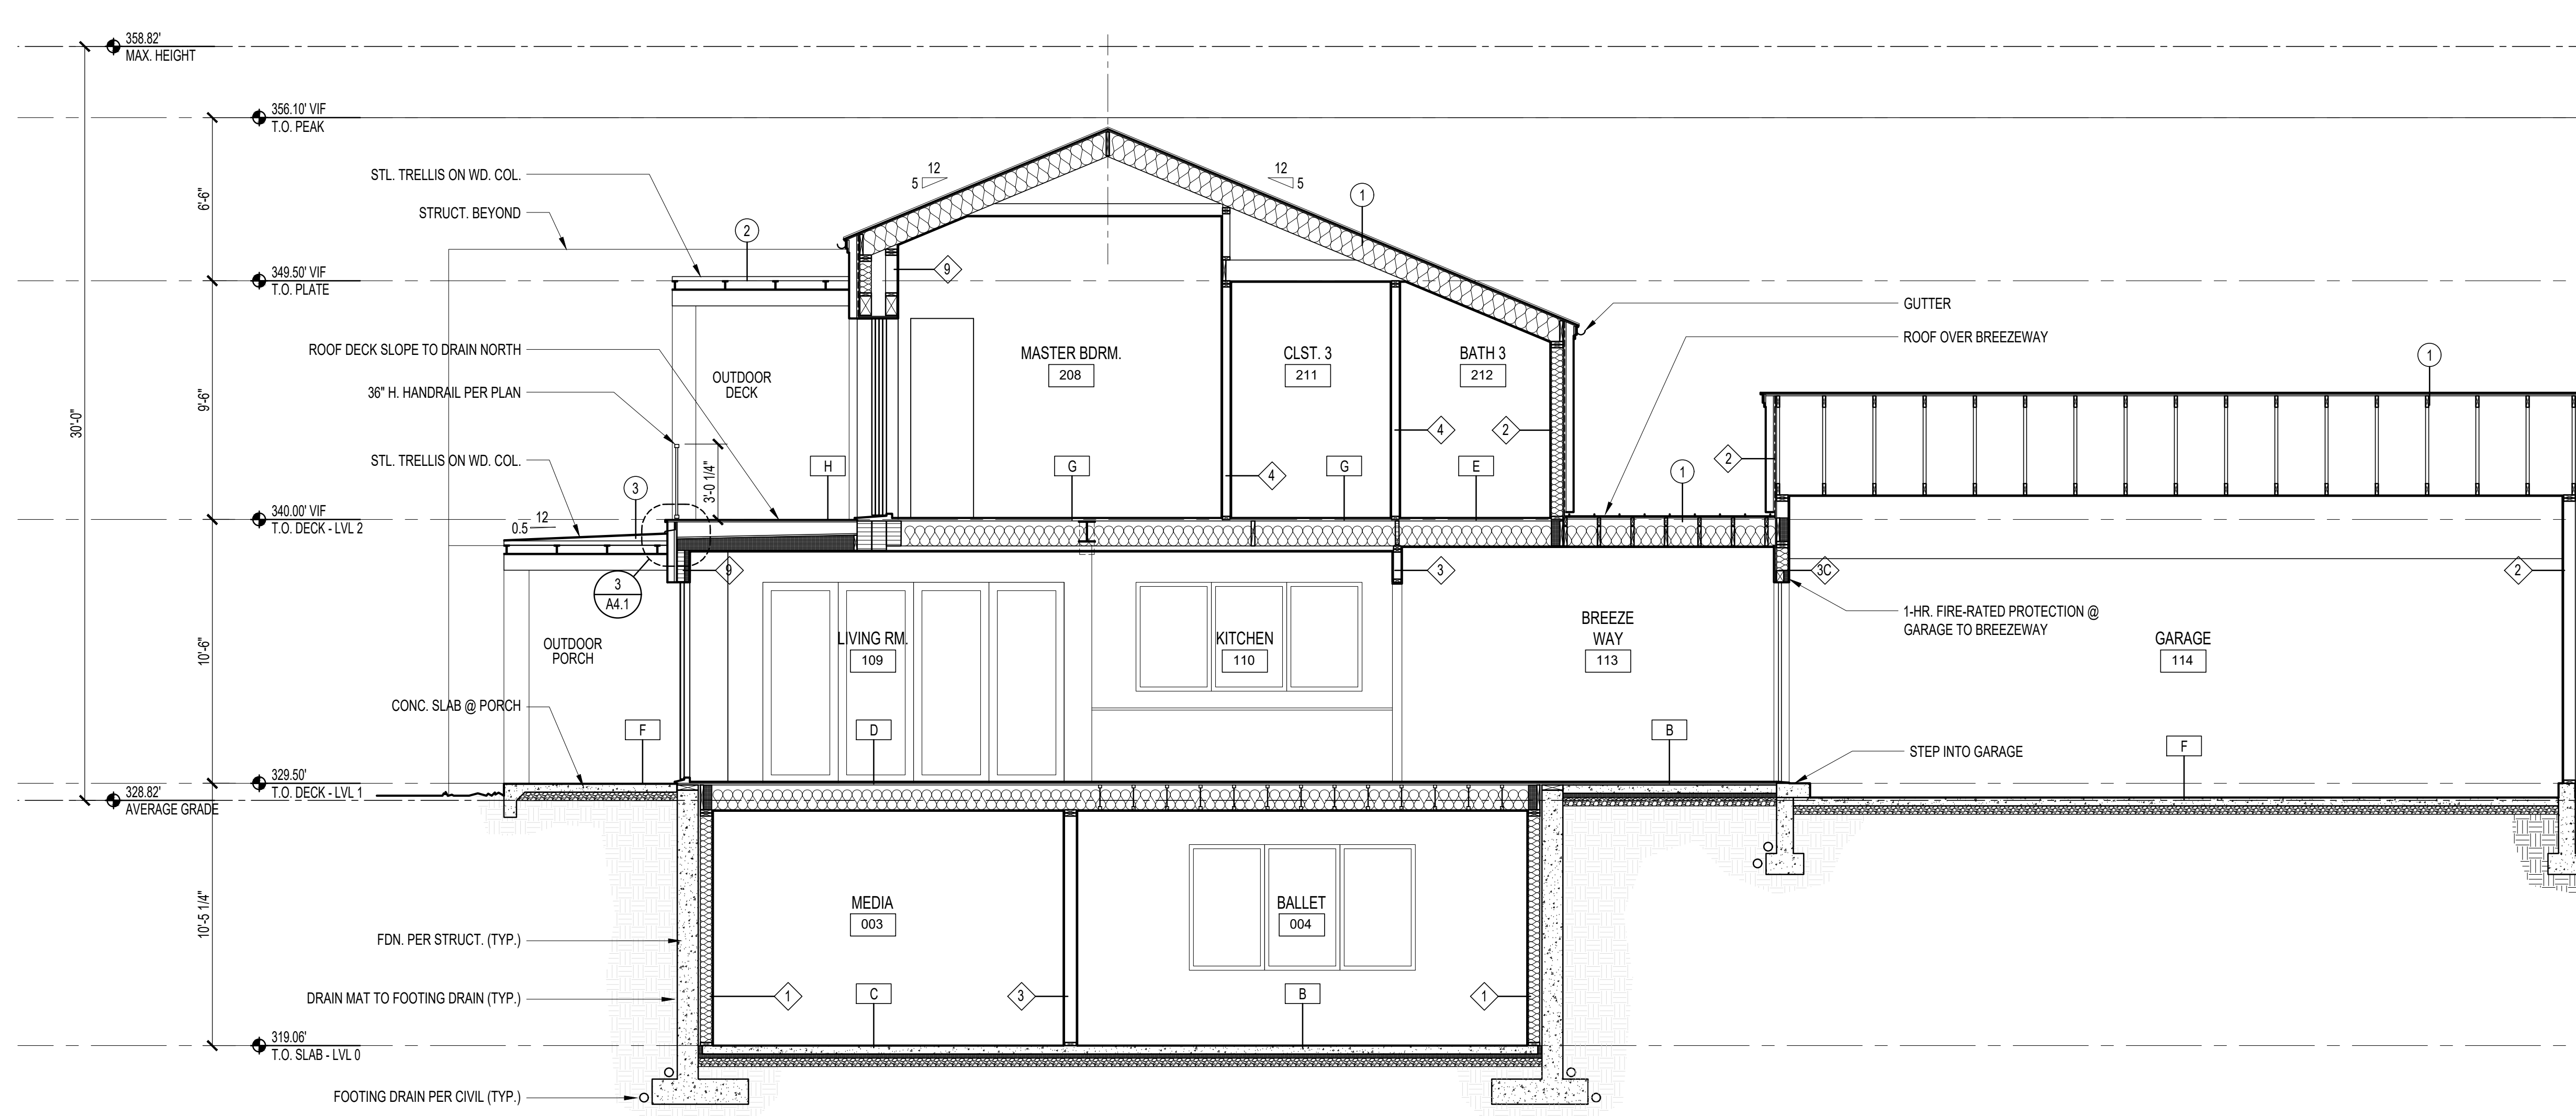 358.82'
MAX. HEIGHT
356.10' VIF
T.O. PEAK
STL. TRELLIS ON WD. COL.
12
5
12
5
1
6'-6"
STRUCT. BEYOND
2
9
349.50' VIF
T.O. PLATE
GUTTER
ROOF OVER BREEZEWAY
ROOF DECK SLOPE TO DRAIN NORTH
MASTER BDRM.
208
CLST. 3
211
BATH 3
212
1
OUTDOOR
DECK
36" H. HANDRAIL PER PLAN
9'-6"
30'-0"
4
2
STL. TRELLIS ON WD. COL.
3'-0 1/4"
H
G
4
G
E
1
2
3
340.00' VIF
T.O. DECK - LVL 2
12
0.5
9
3
3C
2
3
A4.1
1-HR. FIRE-RATED PROTECTION @
GARAGE TO BREEZEWAY
10'-6"
OUTDOOR
PORCH
LIVING RM.
109
KITCHEN
110
BREEZE
WAY
113
GARAGE
114
CONC. SLAB @ PORCH
F
D
B
STEP INTO GARAGE
F
329.50'
T.O. DECK - LVL 1
328.82'
AVERAGE GRADE
10'-5 1/4"
MEDIA
003
BALLET
004
FDN. PER STRUCT. (TYP.)
DRAIN MAT TO FOOTING DRAIN (TYP.)
1
C
3
B
1
319.06'
T.O. SLAB - LVL 0
FOOTING DRAIN PER CIVIL (TYP.)